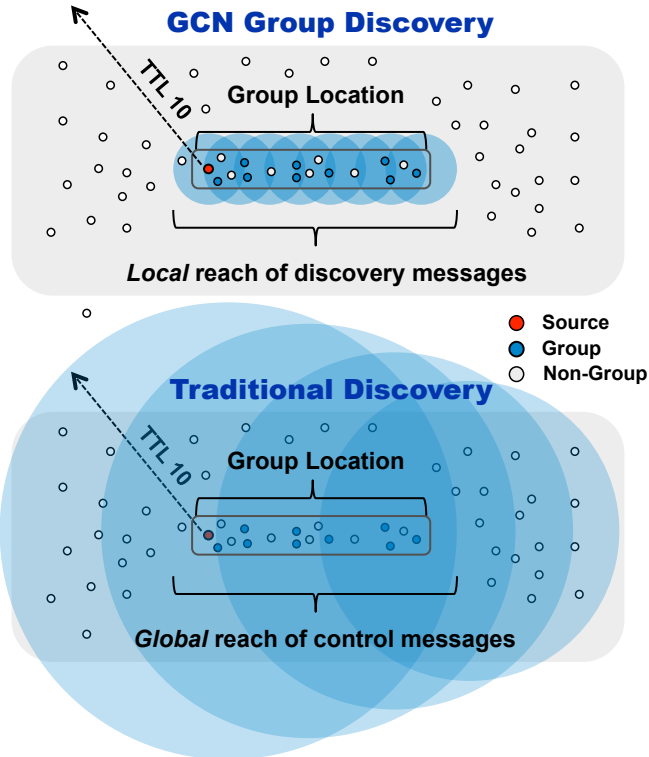 GCN Group Discovery
TTL 10
Group Location
Local reach of discovery messages
Source
Group
Non-Group
Traditional Discovery
TTL 10
Group Location
Global reach of control messages